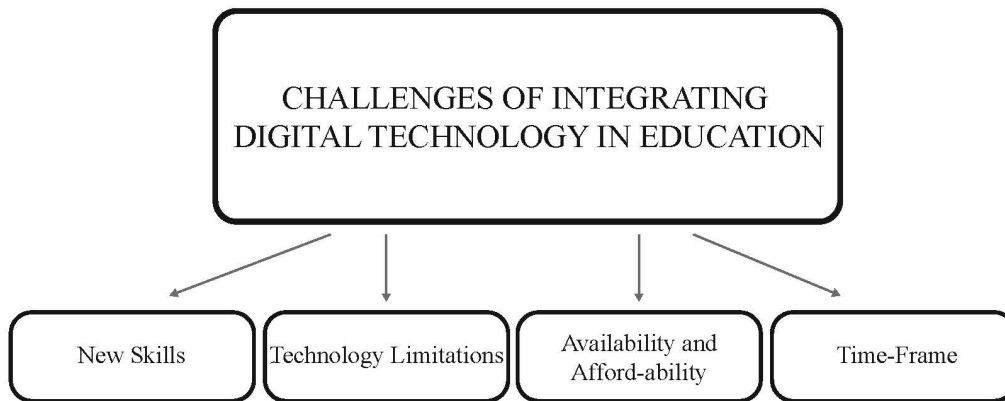 CHALLENGES OF INTEGRATING
DIGITAL TECHNOLOGY IN EDUCATION
New Skills
Technology Limitations
Availability and
Afford-ability
Time-Frame